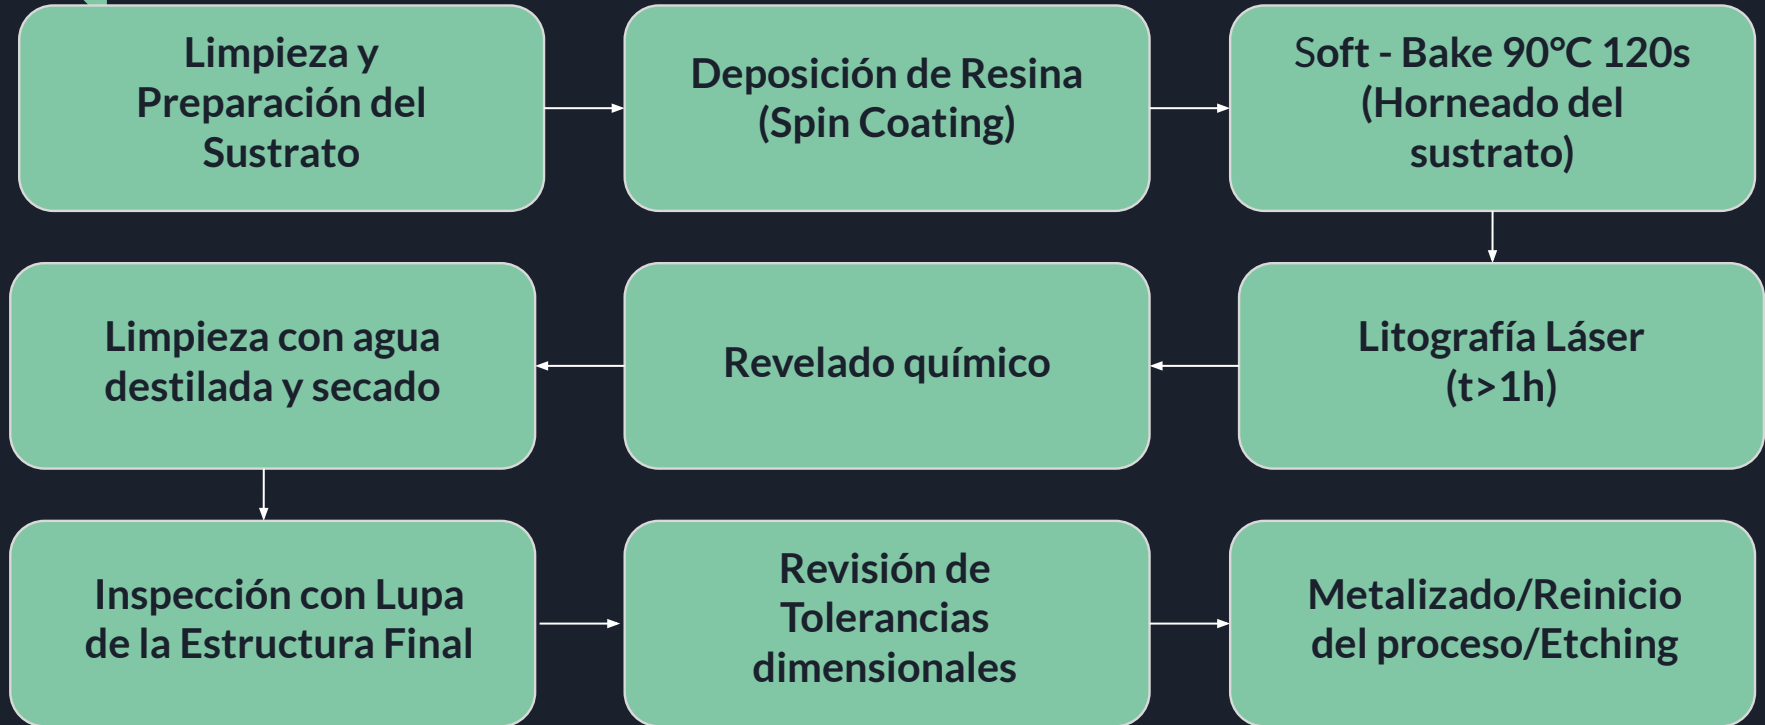 Limpieza y
Preparación del
Sustrato
Deposición de Resina
(Spin Coating)
Soft - Bake 90°C 120s
(Horneado del
sustrato)
Litografía Láser
(t>1h)
Revelado químico
Limpieza con agua
destilada y secado
Inspección con Lupa
de la Estructura Final
Revisión de
Tolerancias
dimensionales
Metalizado/Reinicio
del proceso/Etching